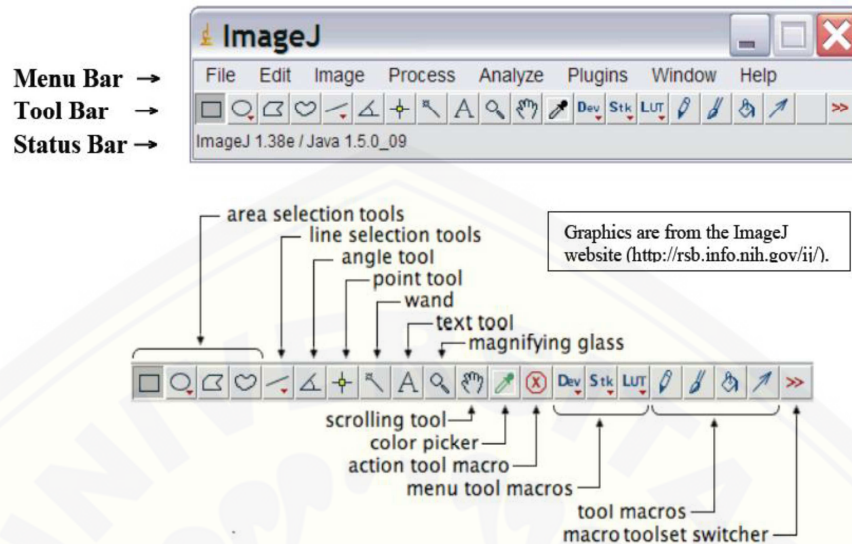 ImageJ
Menu Bar → File Edit Image Process Analyze Plugins Window Help
Tool Bar → A Dev Stk LUT >>
Status Bar → ImageJ 1.38e / Java 1.5.0_09
area selection tools
line selection tools
angle tool
point tool
wand
text tool
magnifying glass
Graphics are from the ImageJ
website (http://rsb.info.nih.gov/ij/).
A X Dev Stk LUT >>
scrolling tool
color picker
action tool macro
menu tool macros
tool macros
macro toolset switcher